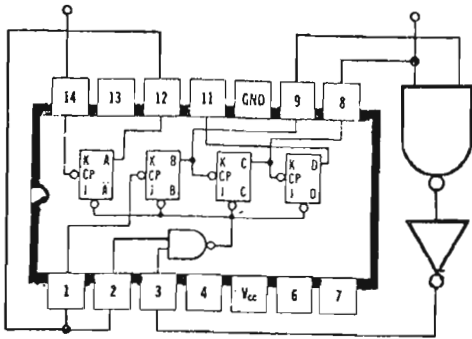 14 13 12 11 GND 9 8
K A K B K C K D
CP CP CP CP
J Ā J B J C J D
1 2 3 4 Vcc 6 7